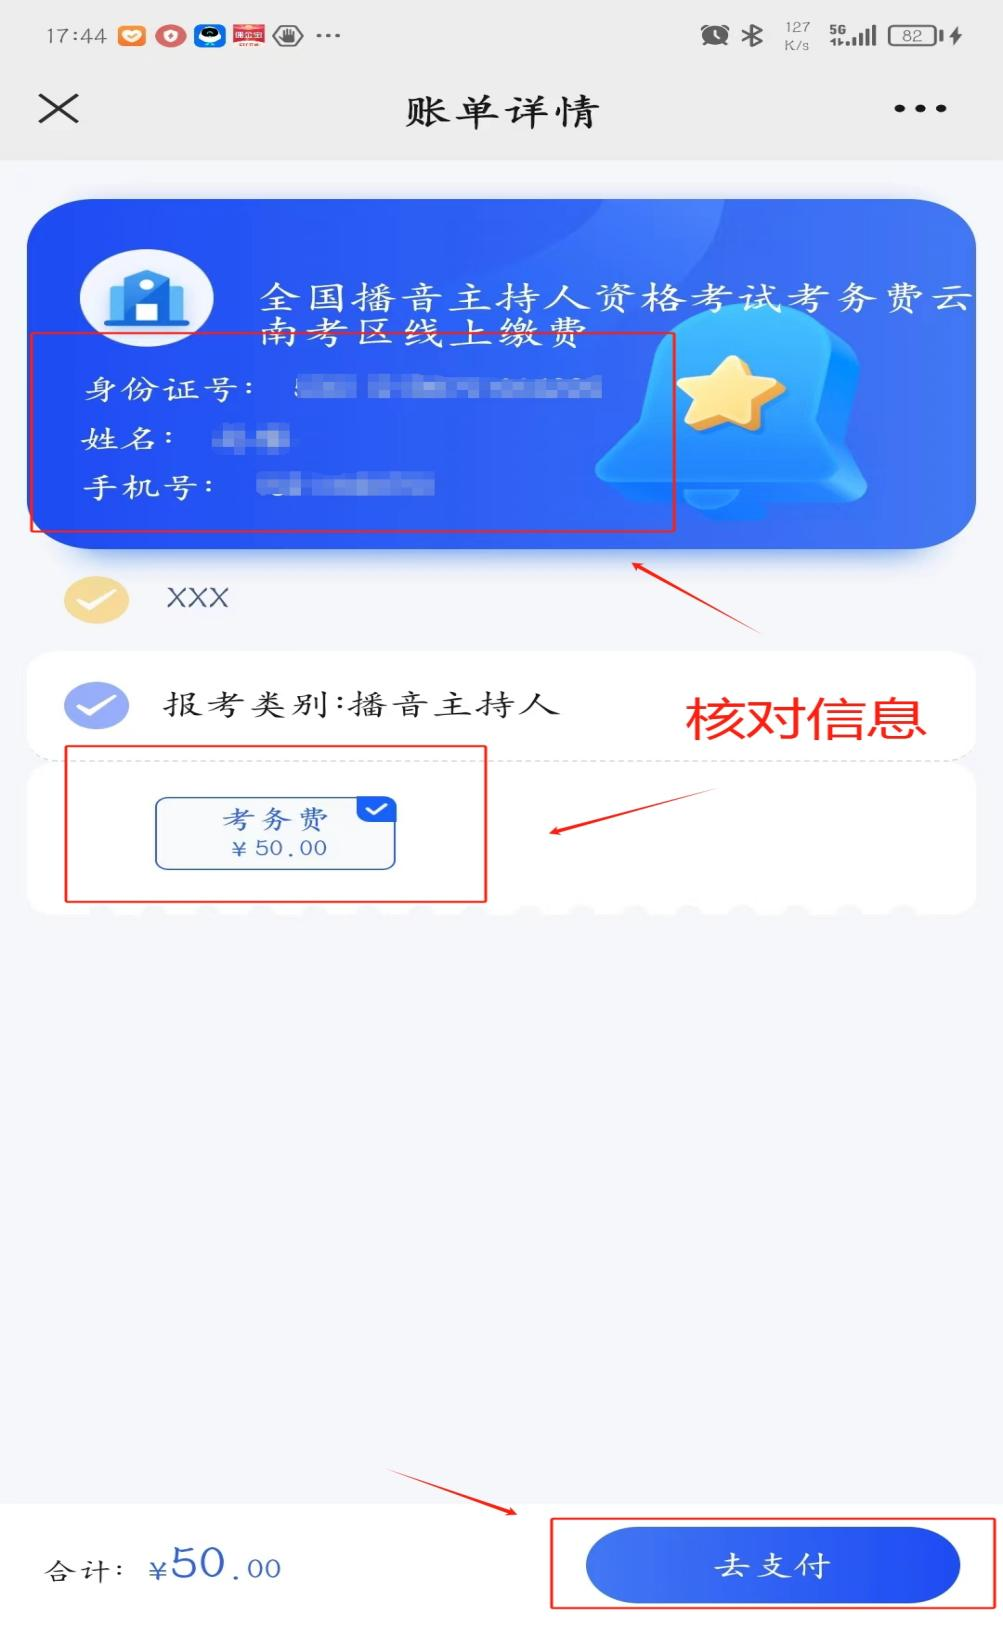 17:44
127
K/s
5G
82
账单详情
全国播音主持人资格考试考务费云
南考区线上缴费
身份证号：
姓名：
手机号：
XXX
报考类别:播音主持人
核对信息
考务费
¥50.00
合计：¥50.00
去支付